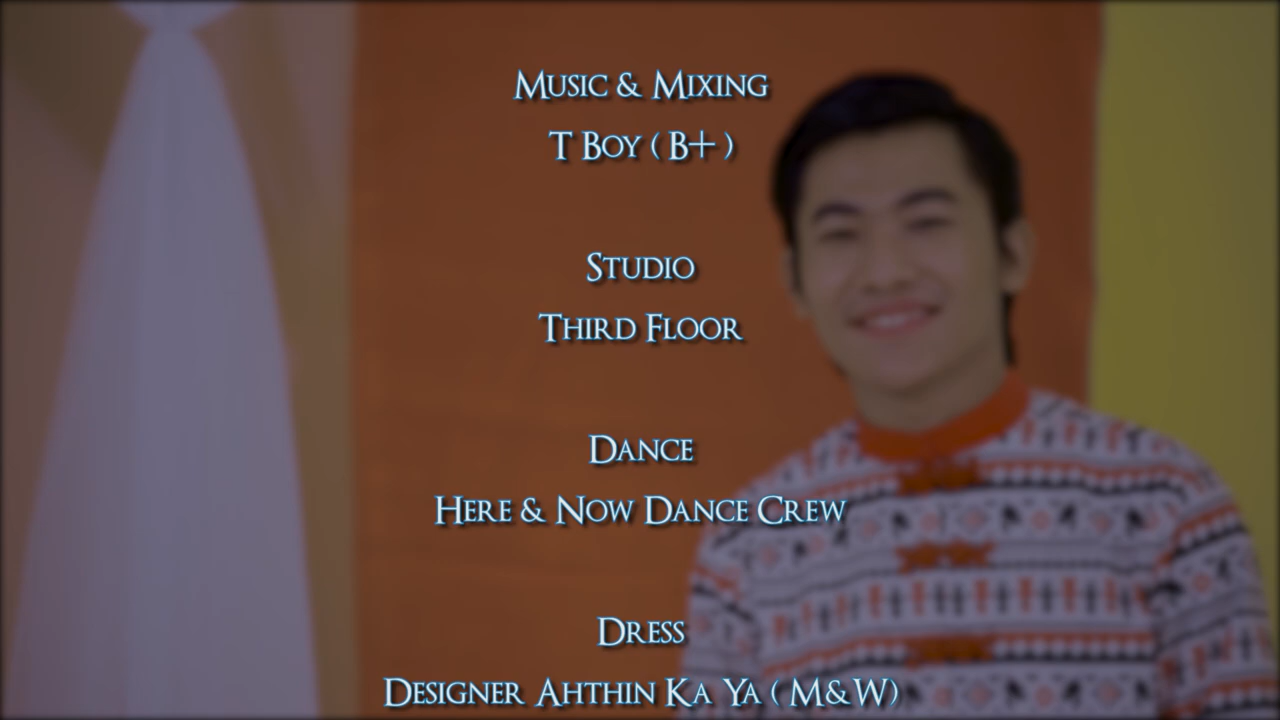 Music & Mixing
T Boy ( B+ )
Studio
Third Floor
Dance
Here & Now Dance Crew
Dress
Designer Ahthin Ka Ya ( M&W)